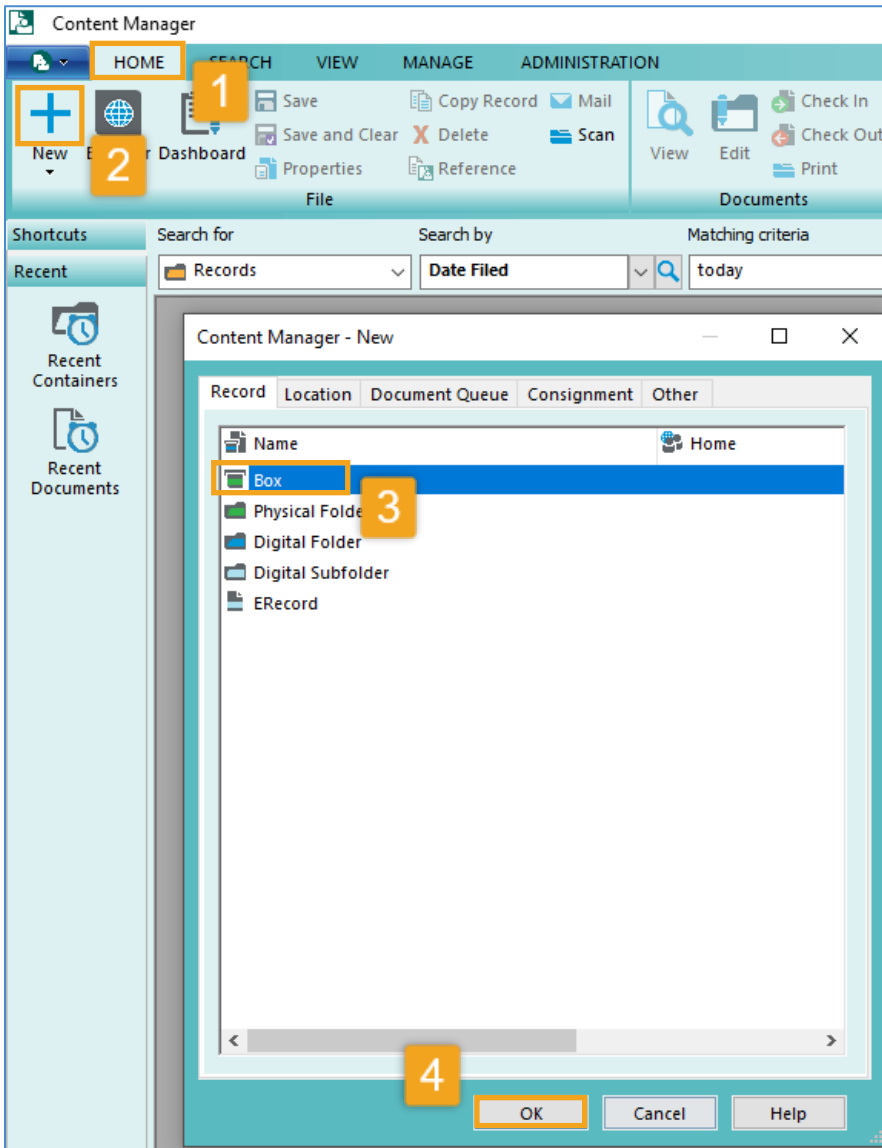 Content Manager
HOME SEARCH VIEW MANAGE ADMINISTRATION
1
Save Copy Record Mail Check In
Save and Clear Delete Scan Check Out
New Dashboard View Edit
2
Properties Reference Print
File Documents
Shortcuts Search for Search by Matching criteria
Recent Records Date Filed today
Recent
Containers
Recent
Documents
Content Manager - New
Record Location Document Queue Consignment Other
Name Home
Box
3
Physical Folder
Digital Folder
Digital Subfolder
ERecord
4
OK Cancel Help